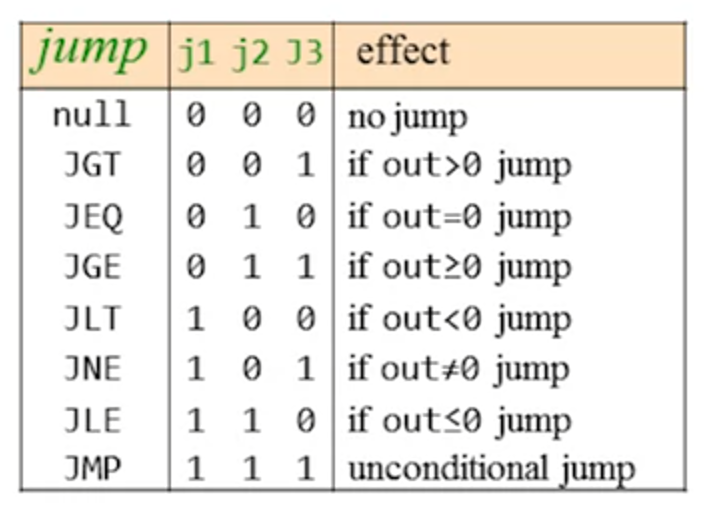 jump j1 j2 J3 effect
null 0 0 0 no jump
JGT 0 0 1 if out>0 jump
JEQ 0 1 0 if out=0 jump
JGE 0 1 1 if out≥0 jump
JLT 1 0 0 if out<0 jump
JNE 1 0 1 if out≠0 jump
JLE 1 1 0 if out≤0 jump
JMP 1 1 1 unconditional jump